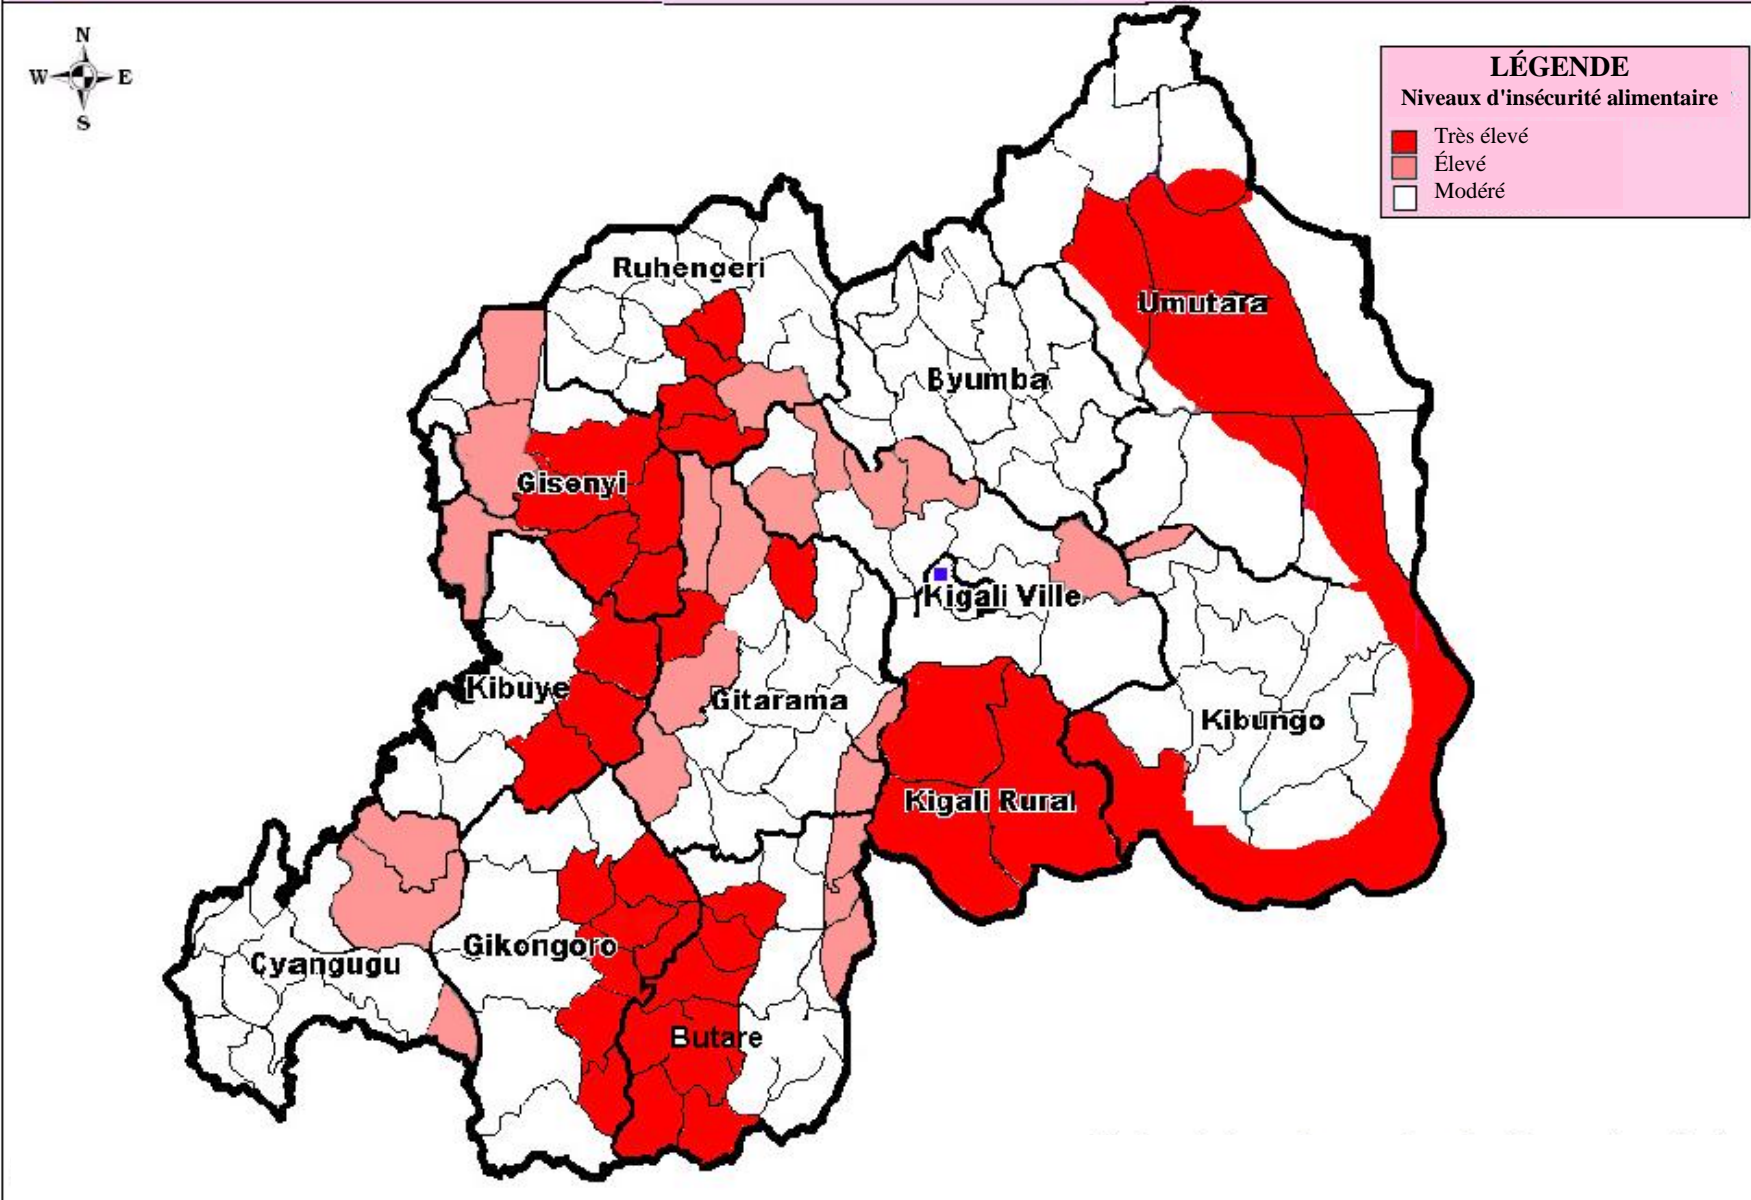 N
W E
S
LÉGENDE
Niveaux d'insécurité alimentaire
Très élevé
Élevé
Modéré
Ruhengeri
Umutara
Byumba
Gisenyi
Kigali Ville
Kibuye
Gitarama
Kibungo
Kigali Rural
Gikongoro
Cyangugu
Butare